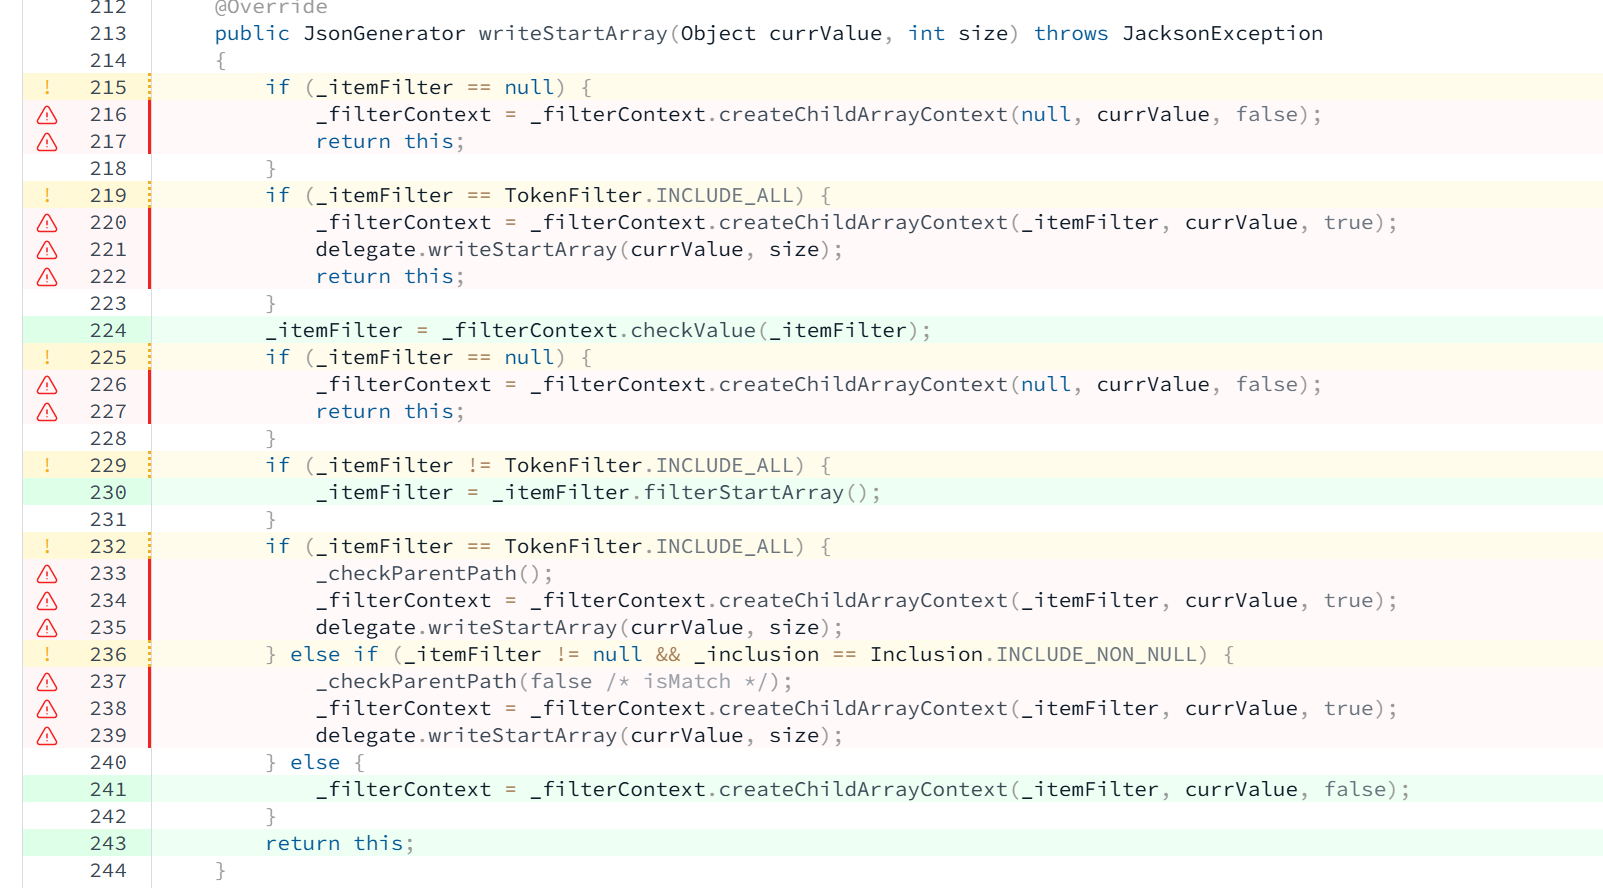 212 @Override
213 public JsonGenerator writeStartArray(Object currValue, int size) throws JacksonException
214 {
! 215 if (_itemFilter == null) {
216 _filterContext = _filterContext.createChildArrayContext(null, currValue, false);
217 return this;
218 }
! 219 if (_itemFilter == TokenFilter.INCLUDE_ALL) {
220 _filterContext = _filterContext.createChildArrayContext(_itemFilter, currValue, true);
221 delegate.writeStartArray(currValue, size);
222 return this;
223 }
224 _itemFilter = _filterContext.checkValue(_itemFilter);
! 225 if (_itemFilter == null) {
226 _filterContext = _filterContext.createChildArrayContext(null, currValue, false);
227 return this;
228 }
! 229 if (_itemFilter != TokenFilter.INCLUDE_ALL) {
230 _itemFilter = _itemFilter.filterStartArray();
231 }
! 232 if (_itemFilter == TokenFilter.INCLUDE_ALL) {
233 _checkParentPath();
234 _filterContext = _filterContext.createChildArrayContext(_itemFilter, currValue, true);
235 delegate.writeStartArray(currValue, size);
! 236 } else if (_itemFilter != null && _inclusion == Inclusion.INCLUDE_NON_NULL) {
237 _checkParentPath(false /* isMatch */);
238 _filterContext = _filterContext.createChildArrayContext(_itemFilter, currValue, true);
239 delegate.writeStartArray(currValue, size);
240 } else {
241 _filterContext = _filterContext.createChildArrayContext(_itemFilter, currValue, false);
242 }
243 return this;
244 }